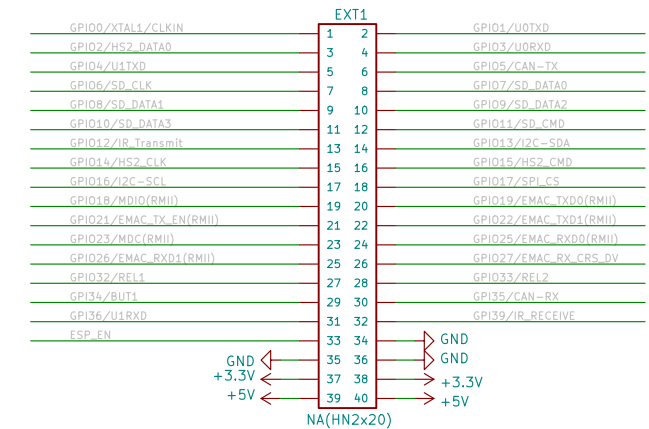 EXT1
GPIO0/XTAL1/CLKIN 1 2 GPIO1/U0TXD
GPIO2/HS2_DATA0 3 4 GPIO3/U0RXD
GPIO4/U1TXD 5 6 GPIO5/CAN-TX
GPIO6/SD_CLK 7 8 GPIO7/SD_DATA0
GPIO8/SD_DATA1 9 10 GPIO9/SD_DATA2
GPIO10/SD_DATA3 11 12 GPIO11/SD_CMD
GPIO12/IR_Transmit 13 14 GPIO13/I2C-SDA
GPIO14/HS2_CLK 15 16 GPIO15/HS2_CMD
GPIO16/I2C-SCL 17 18 GPIO17/SPI_CS
GPIO18/MDIO(RMII) 19 20 GPIO19/EMAC_TXD0(RMII)
GPIO21/EMAC_TX_EN(RMII) 21 22 GPIO22/EMAC_TXD1(RMII)
GPIO23/MDC(RMII) 23 24 GPIO25/EMAC_RXD0(RMII)
GPIO26/EMAC_RXD1(RMII) 25 26 GPIO27/EMAC_RX_CRS_DV
GPIO32/REL1 27 28 GPIO33/REL2
GPI34/BUT1 29 30 GPI35/CAN-RX
GPI36/U1RXD 31 32 GPI39/IR_RECEIVE
ESP_EN 33 34 GND
GND 35 36 GND
+3.3V 37 38 +3.3V
+5V 39 40 +5V
NA(HN2x20)